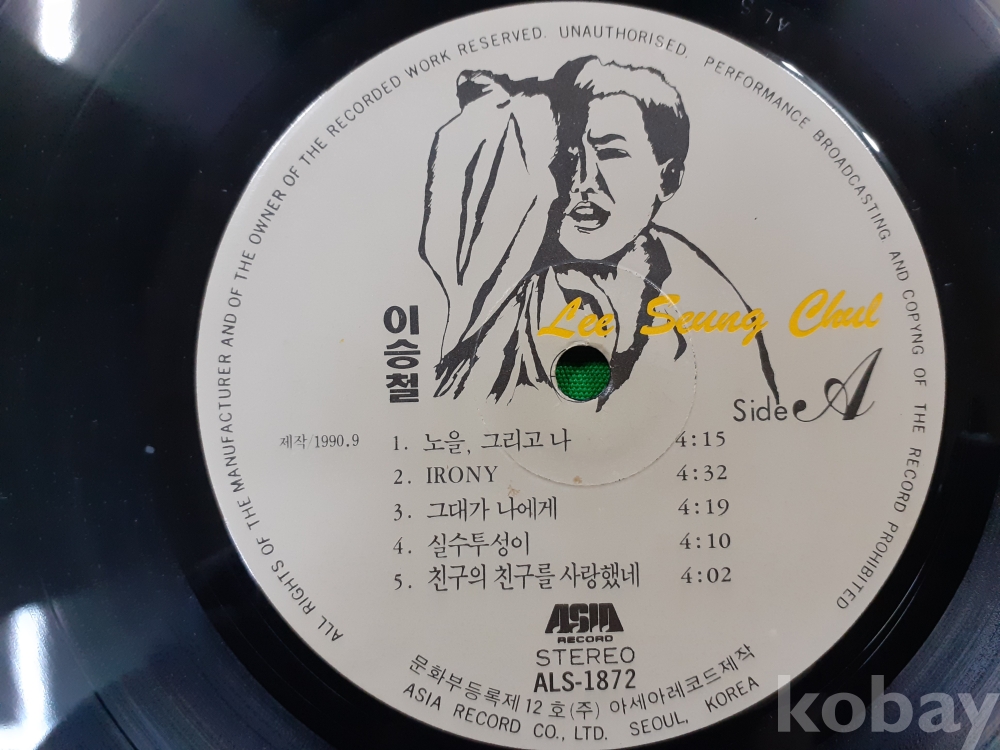 ALL RIGHTS OF THE MANUFACTURER AND OF THE OWNER OF THE RECORDED WORK RESERVED. UNAUTHORISED. PERFORMANCE BROADCASTING AND COPYNG OF THE RECORD PROHIBITED
Lee Seung Chul
이승철
Side A
제작/1990.9
1. 노을, 그리고 나 4:15
2. IRONY 4:32
3. 그대가 나에게 4:19
4. 실수투성이 4:10
5. 친구의 친구를 사랑했네 4:02
ASIA
RECORD
STEREO
ALS-1872
문화부등록제12호(주) 아세아레코드제작
ASIA RECORD CO., LTD. SEOUL, KOREA
kobay